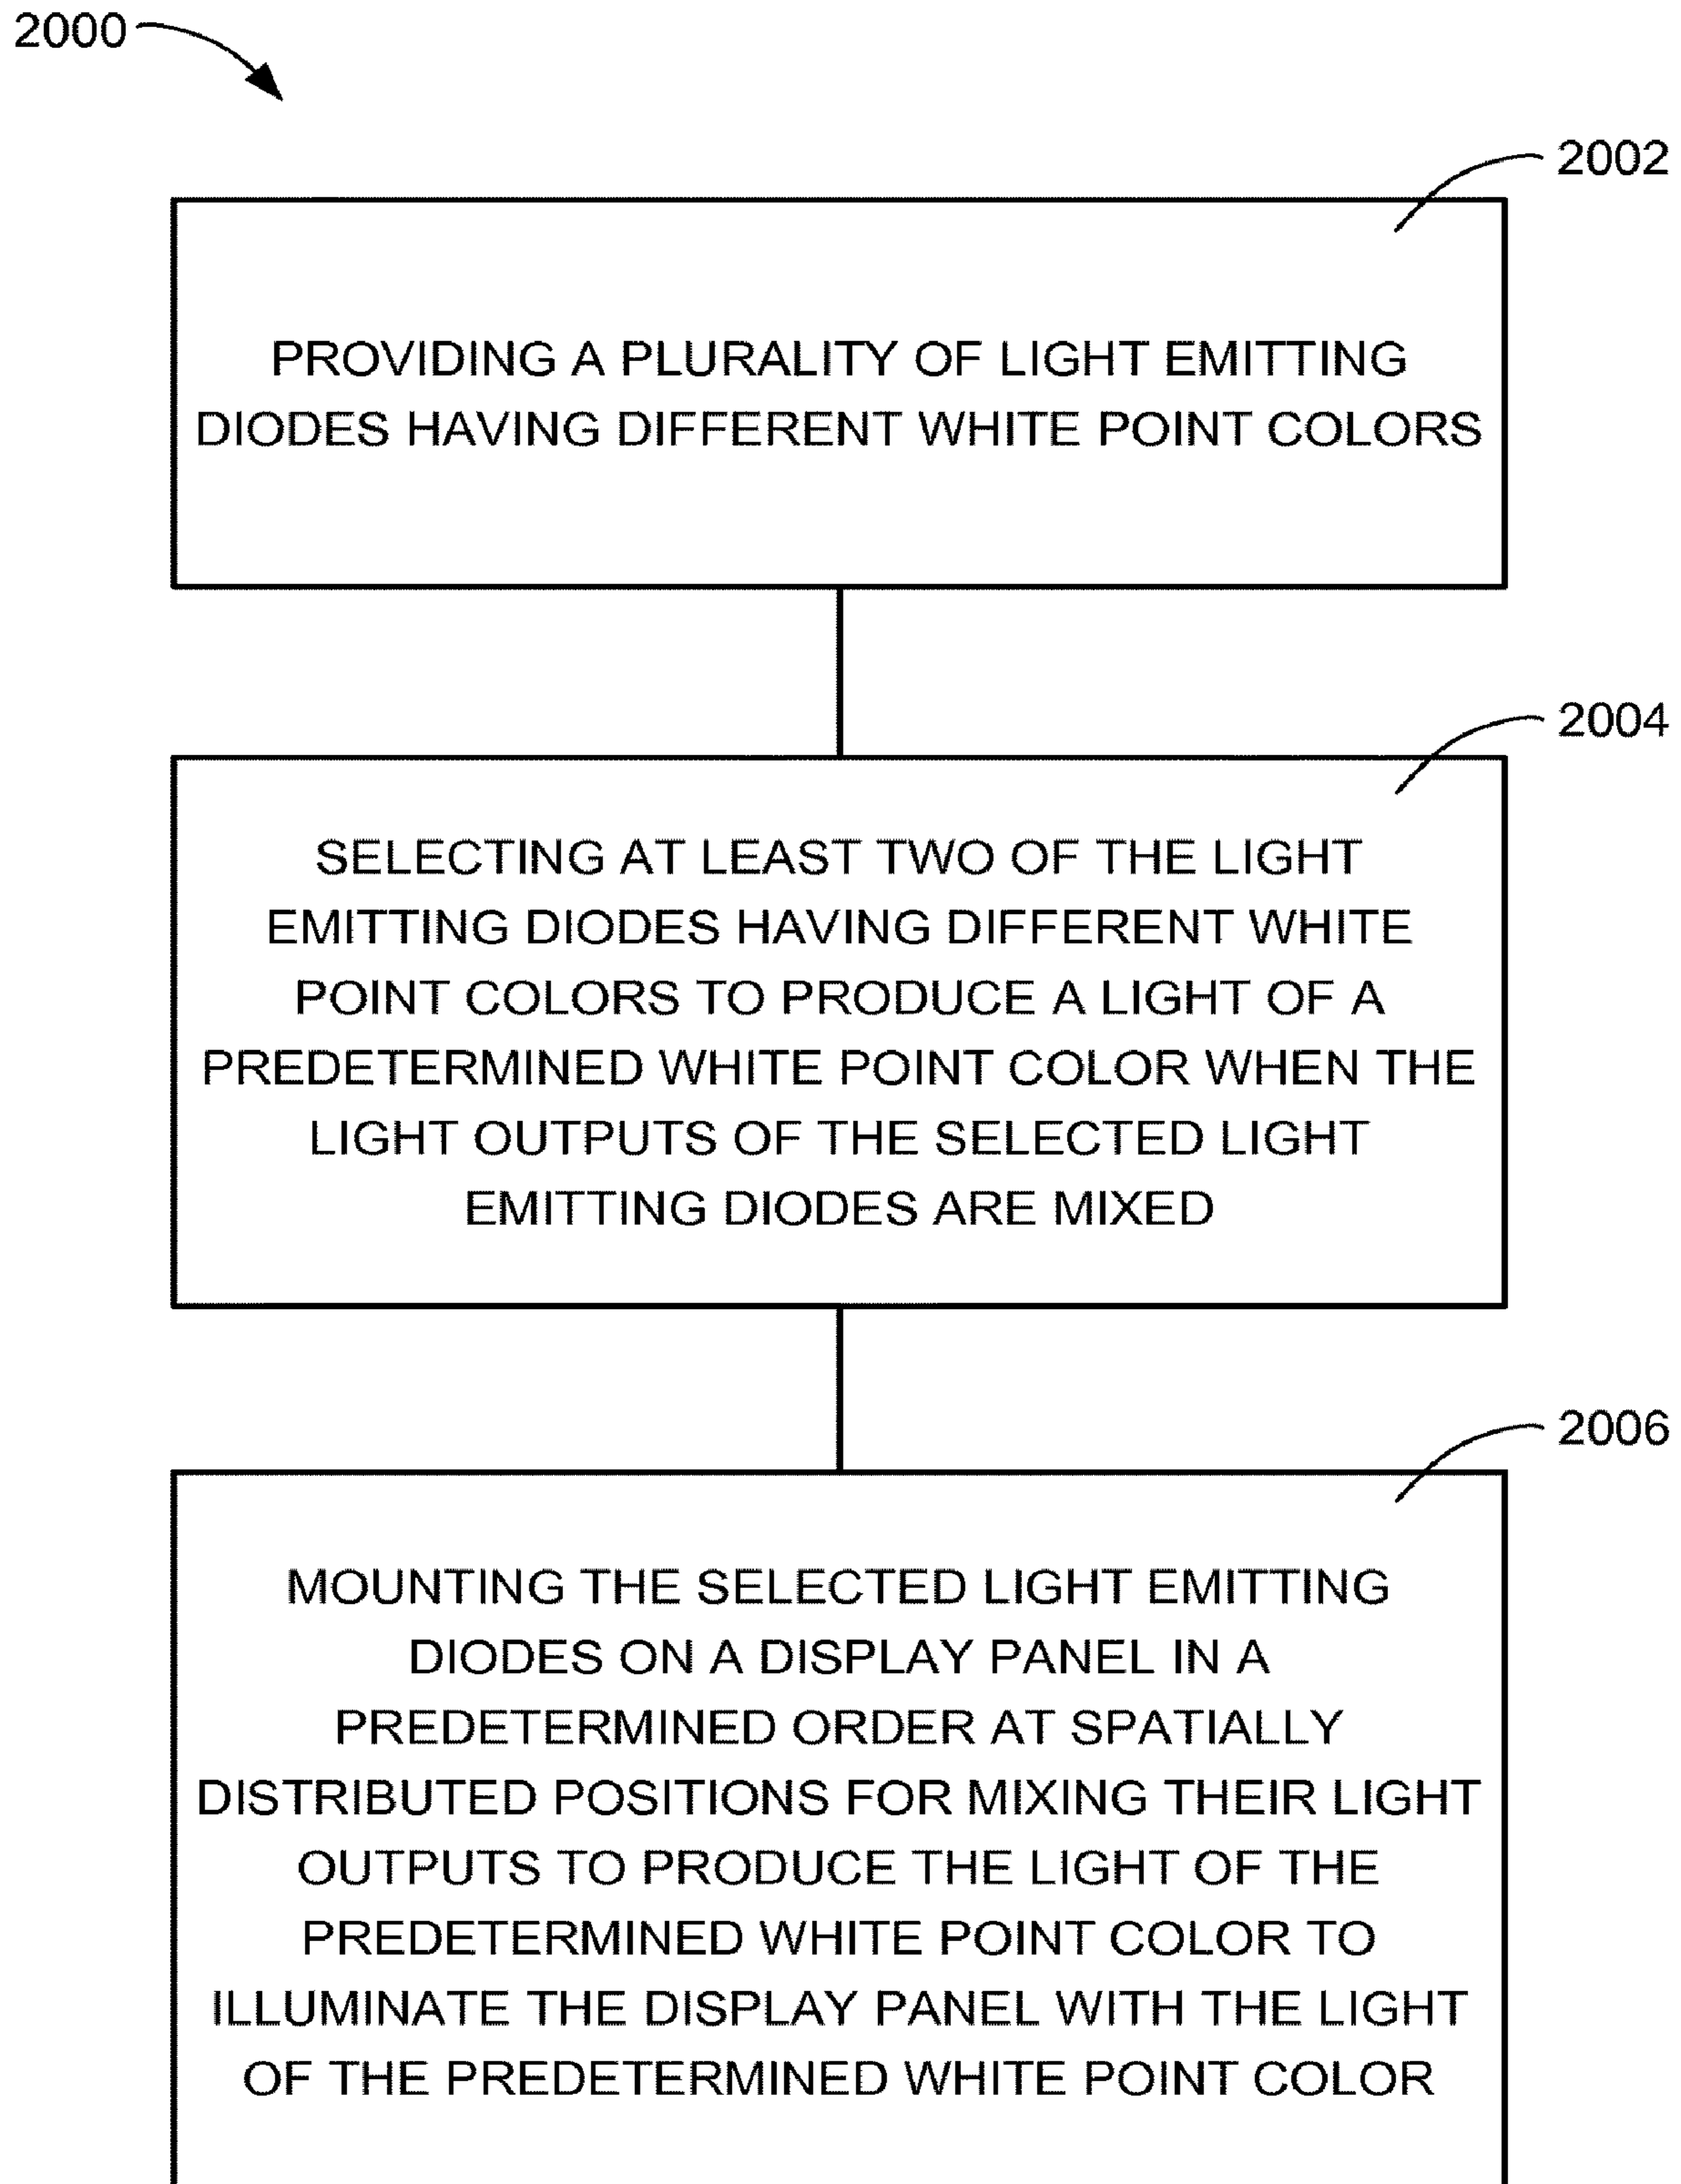 2000
2002
PROVIDING A PLURALITY OF LIGHT EMITTING
DIODES HAVING DIFFERENT WHITE POINT COLORS
2004
SELECTING AT LEAST TWO OF THE LIGHT
EMITTING DIODES HAVING DIFFERENT WHITE
POINT COLORS TO PRODUCE A LIGHT OF A
PREDETERMINED WHITE POINT COLOR WHEN THE
LIGHT OUTPUTS OF THE SELECTED LIGHT
EMITTING DIODES ARE MIXED
2006
MOUNTING THE SELECTED LIGHT EMITTING
DIODES ON A DISPLAY PANEL IN A
PREDETERMINED ORDER AT SPATIALLY
DISTRIBUTED POSITIONS FOR MIXING THEIR LIGHT
OUTPUTS TO PRODUCE THE LIGHT OF THE
PREDETERMINED WHITE POINT COLOR TO
ILLUMINATE THE DISPLAY PANEL WITH THE LIGHT
OF THE PREDETERMINED WHITE POINT COLOR